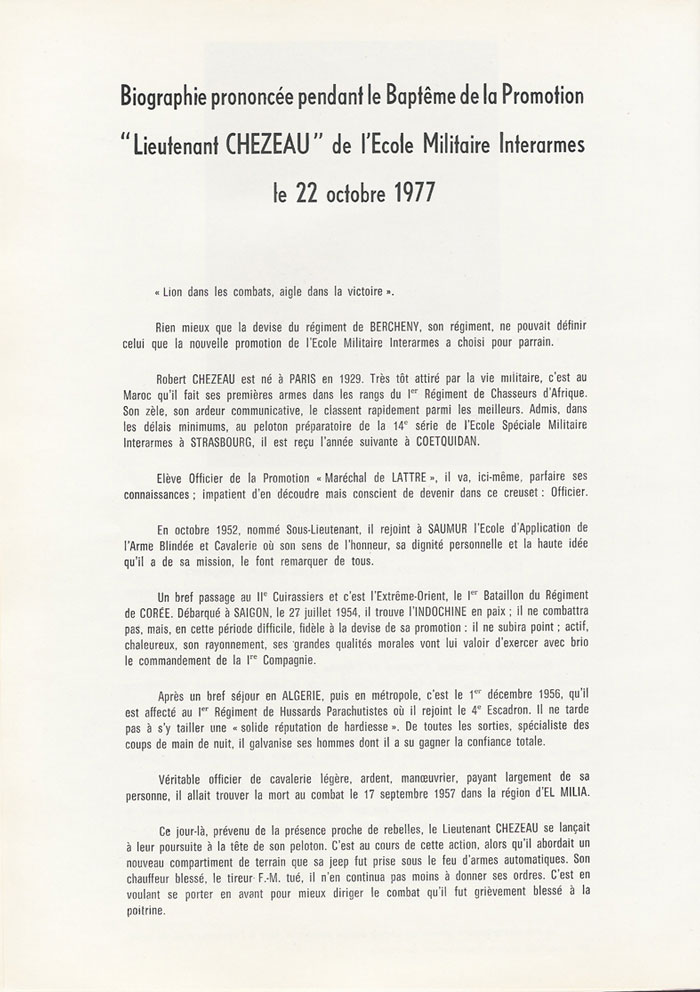 Biographie prononcée pendant le Baptême de la Promotion
"Lieutenant CHEZEAU" de l'Ecole Militaire Interarmes
le 22 octobre 1977
« Lion dans les combats, aigle dans la victoire ».
Rien mieux que la devise du régiment de BERCHENY, son régiment, ne pouvait définir
celui que la nouvelle promotion de l'Ecole Militaire Interarmes a choisi pour parrain.
Robert CHEZEAU est né à PARIS en 1929. Très tôt attiré par la vie militaire, c'est au
Maroc qu'il fait ses premières armes dans les rangs du Ier Régiment de Chasseurs d'Afrique.
Son zèle, son ardeur communicative, le classent rapidement parmi les meilleurs. Admis, dans
les délais minimums, au peloton préparatoire de la 14e série de l'Ecole Spéciale Militaire
Interarmes à STRASBOURG, il est reçu l'année suivante à COETQUIDAN.
Elève Officier de la Promotion « Maréchal de LATTRE », il va, ici-même, parfaire ses
connaissances ; impatient d'en découdre mais conscient de devenir dans ce creuset : Officier.
En octobre 1952, nommé Sous-Lieutenant, il rejoint à SAUMUR l'Ecole d'Application de
l'Arme Blindée et Cavalerie où son sens de l'honneur, sa dignité personnelle et la haute idée
qu'il a de sa mission, le font remarquer de tous.
Un bref passage au IIe Cuirassiers et c'est l'Extrême-Orient, le Ier Bataillon du Régiment
de CORÉE. Débarqué à SAIGON, le 27 juillet 1954, il trouve l'INDOCHINE en paix ; il ne combattra
pas, mais, en cette période difficile, fidèle à la devise de sa promotion : il ne subira point ; actif,
chaleureux, son rayonnement, ses grandes qualités morales vont lui valoir d'exercer avec brio
le commandement de la Ire Compagnie.
Après un bref séjour en ALGERIE, puis en métropole, c'est le 1er décembre 1956, qu'il
est affecté au Ier Régiment de Hussards Parachutistes où il rejoint le 4e Escadron. Il ne tarde
pas à s'y tailler une « solide réputation de hardiesse ». De toutes les sorties, spécialiste des
coups de main de nuit, il galvanise ses hommes dont il a su gagner la confiance totale.
Véritable officier de cavalerie légère, ardent, manœuvrier, payant largement de sa
personne, il allait trouver la mort au combat le 17 septembre 1957 dans la région d'EL MILIA.
Ce jour-là, prévenu de la présence proche de rebelles, le Lieutenant CHEZEAU se lançait
à leur poursuite à la tête de son peloton. C'est au cours de cette action, alors qu'il abordait un
nouveau compartiment de terrain que sa jeep fut prise sous le feu d'armes automatiques. Son
chauffeur blessé, le tireur F.-M. tué, il n'en continua pas moins à donner ses ordres. C'est en
voulant se porter en avant pour mieux diriger le combat qu'il fut grièvement blessé à la
poitrine.